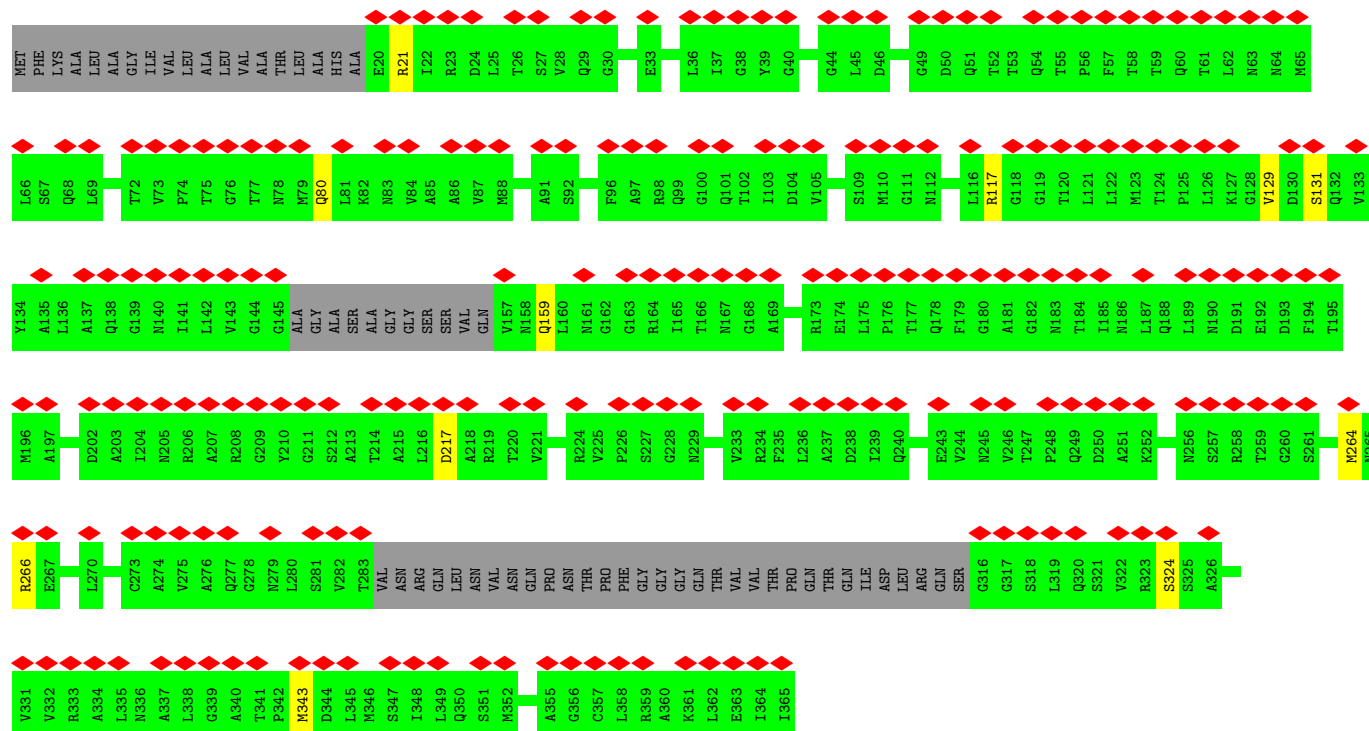 MET PHE LYS ALA LEU ALA ALA GLY ILE VAL LEU ALA LEU VAL ALA THR LEU ALA HIS ALA E20 R21 I22 R23 D24 L25 T26 S27 V28 Q29 G30 E33 L36 I37 G38 Y39 G40 G44 L45 D46 G49 D50 Q51 T52 T53 Q54 T55 P56 F57 T58 T59 Q60 T61 L62 N63 N64 M65
L66 S67 Q68 L69 T72 V73 P74 T75 G76 T77 N78 M79 Q80 L81 K82 N83 V84 A85 A86 V87 M88 A91 S92 F96 A97 R98 Q99 G100 Q101 T102 I103 D104 V105 S109 M110 G111 N112 L116 R117 G118 G119 T120 L121 L122 M123 T124 P125 L126 K127 G128 V129 D130 S131 Q132 V133
Y134 A135 L136 A137 Q138 G139 N140 I141 L142 V143 G144 G145 ALA GLY ALA SER ALA GLY GLY SER SER VAL GLN V157 N158 Q159 L160 N161 G162 G163 R164 I165 T166 N167 G168 A169 R173 E174 L175 P176 T177 Q178 F179 G180 A181 G182 N183 T184 I185 N186 L187 Q188 L189 N190 D191 E192 D193 F194 T195
M196 A197 D202 A203 I204 N205 R206 A207 R208 G209 Y210 G211 S212 A213 T214 A215 L216 D217 A218 R219 T220 V221 R224 V225 P226 S227 G228 N229 V233 R234 F235 L236 A237 D238 I239 Q240 E243 V244 N245 V246 T247 P248 Q249 D250 A251 K252 N256 S257 R258 T259 G260 S261 M264 N265
R266 E267 L270 C273 A274 V275 A276 Q277 G278 N279 L280 S281 V282 T283 VAL ASN ARG GLN LEU ASN VAL ASN GLN PRO ASN THR PRO PHE GLY GLY GLY GLN THR VAL VAL THR PRO GLN THR GLN ILE ASP LEU ARG GLN SER G316 G317 S318 L319 Q320 S321 V322 R323 S324 S325 A326
V331 V332 R333 A334 L335 N336 A337 L338 G339 A340 T341 P342 M343 D344 L345 M346 S347 I348 L349 Q350 S351 M352 A355 G356 C357 L358 R359 A360 K361 L362 E363 I364 I365